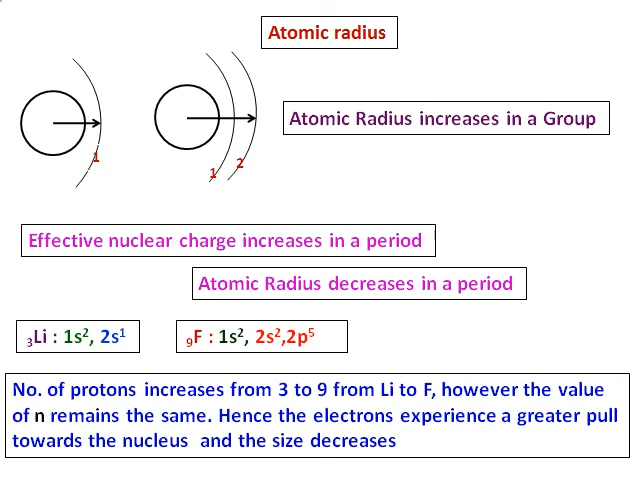 Atomic radius
1
1
2
Atomic Radius increases in a Group
Effective nuclear charge increases in a period
Atomic Radius decreases in a period
₃Li : 1s², 2s¹
₉F : 1s², 2s²,2p⁵
No. of protons increases from 3 to 9 from Li to F, however the value
of n remains the same. Hence the electrons experience a greater pull
towards the nucleus and the size decreases